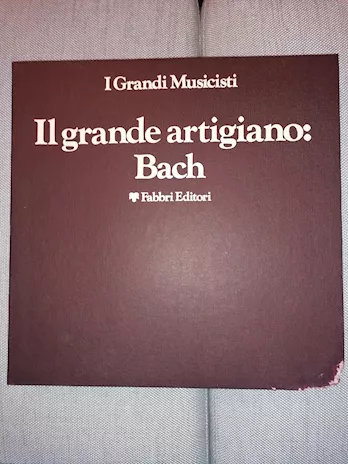 I Grandi Musicisti
Il grande artigiano:
Bach
Fabbri Editori